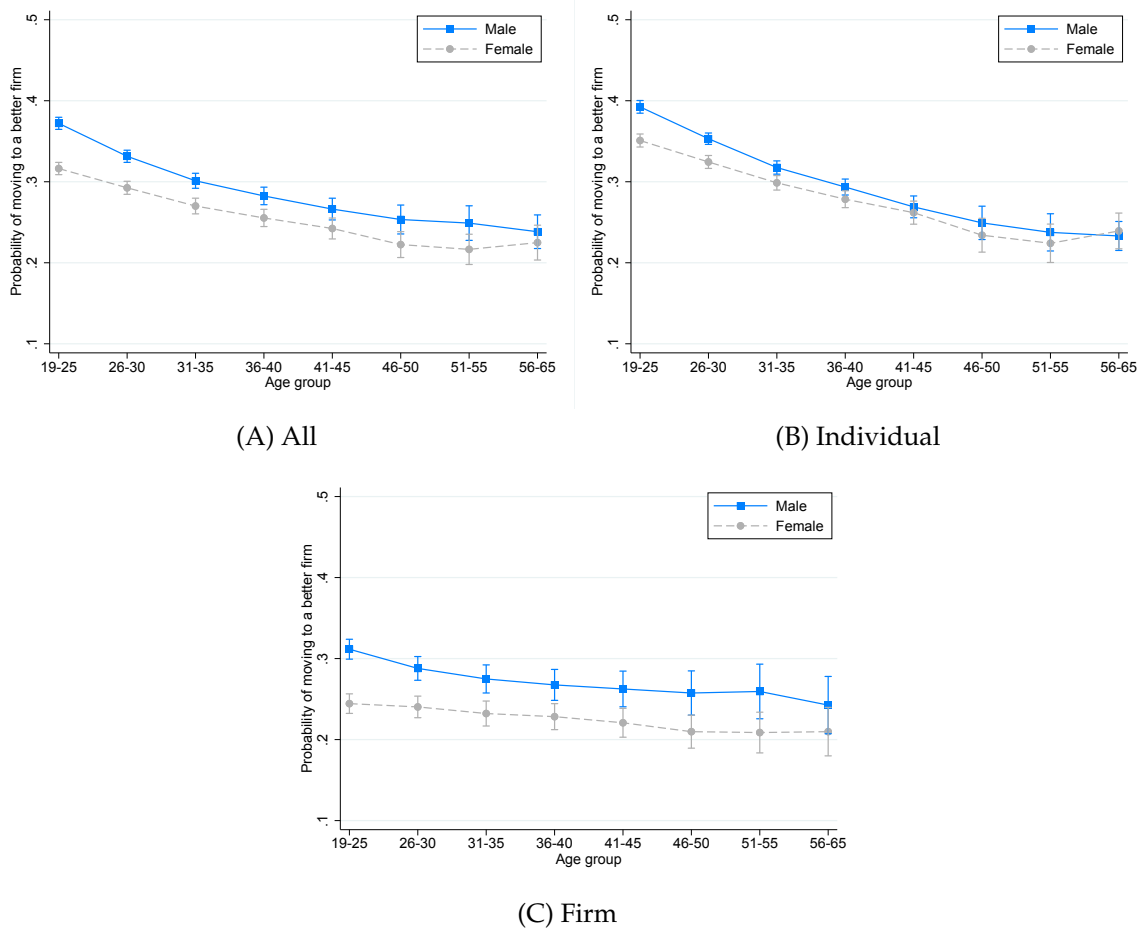 Probability of moving to a better firm
.1 .2 .3 .4 .5
Male
Female
19-25 26-30 31-35 36-40 41-45 46-50 51-55 56-65
Age group
(A) All
Probability of moving to a better firm
.1 .2 .3 .4 .5
Male
Female
19-25 26-30 31-35 36-40 41-45 46-50 51-55 56-65
Age group
(B) Individual
Probability of moving to a better firm
.1 .2 .3 .4 .5
Male
Female
19-25 26-30 31-35 36-40 41-45 46-50 51-55 56-65
Age group
(C) Firm